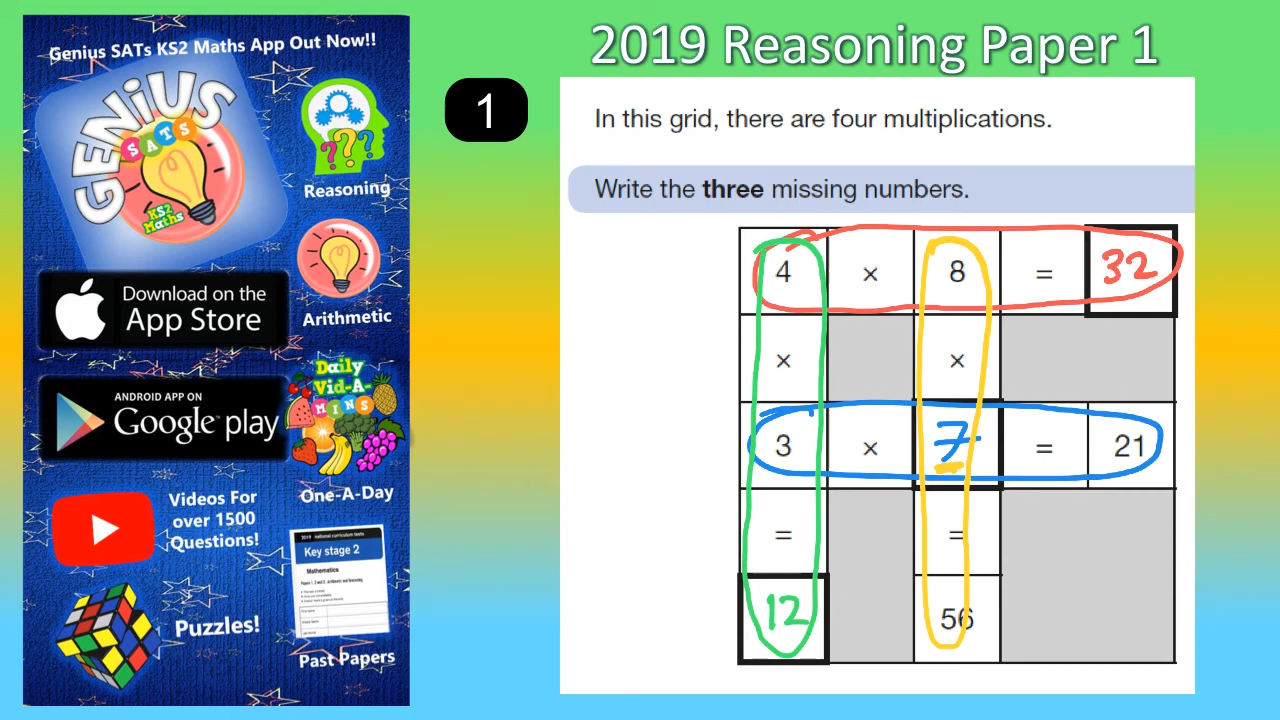 Genius SATs KS2 Maths App Out Now!!
GENiUS
SATS
KS2
Maths
Reasoning
Download on the
App Store
Arithmetic
ANDROID APP ON
Google play
Daily
Vid-A-
MINS
One-A-Day
Videos For
over 1500
Questions!
2019 national curriculum tests
Key stage 2
Mathematics
Puzzles!
Past Papers
2019 Reasoning Paper 1
1
In this grid, there are four multiplications.
Write the three missing numbers.
4 × 8 = 32
× ×
3 × 7 = 21
= =
12 56